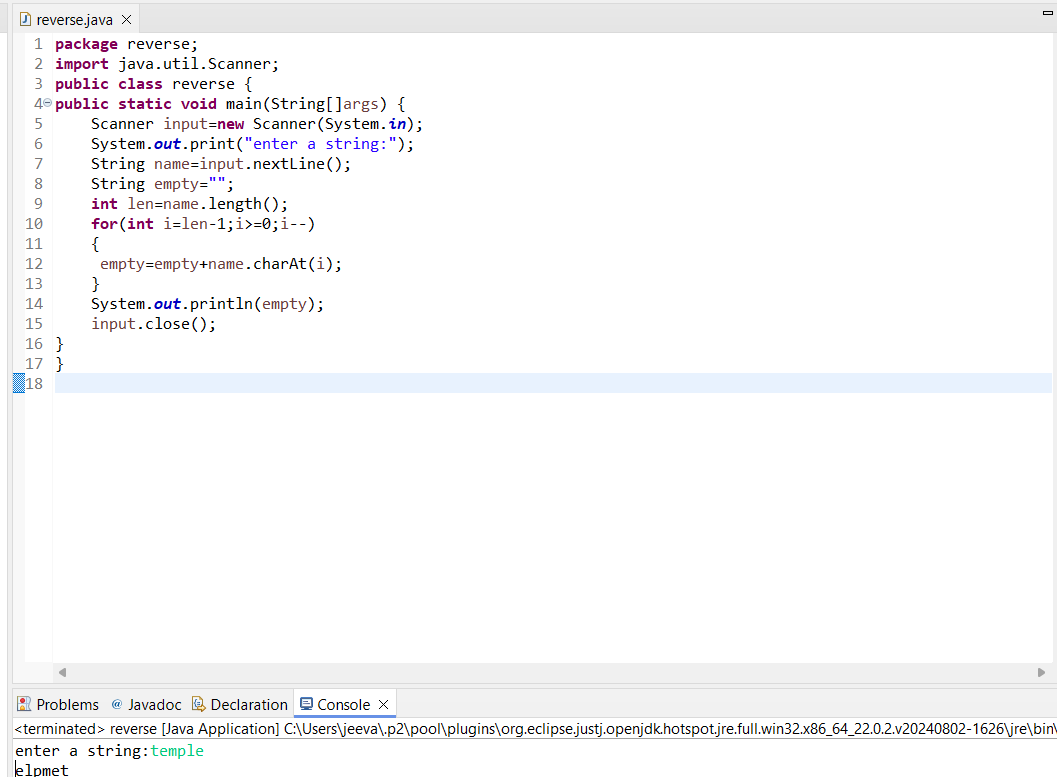 reverse.java
1 package reverse;
2 import java.util.Scanner;
3 public class reverse {
4 public static void main(String[]args) {
5     Scanner input=new Scanner(System.in);
6     System.out.print("enter a string:");
7     String name=input.nextLine();
8     String empty="";
9     int len=name.length();
10     for(int i=len-1;i>=0;i--)
11     {
12      empty=empty+name.charAt(i);
13     }
14     System.out.println(empty);
15     input.close();
16 }
17 }
18
Problems @ Javadoc Declaration Console
<terminated> reverse [Java Application] C:\Users\jeeva\.p2\pool\plugins\org.eclipse.justj.openjdk.hotspot.jre.full.win32.x86_64_22.0.2.v20240802-1626\jre\bin\
enter a string:temple
elpmet